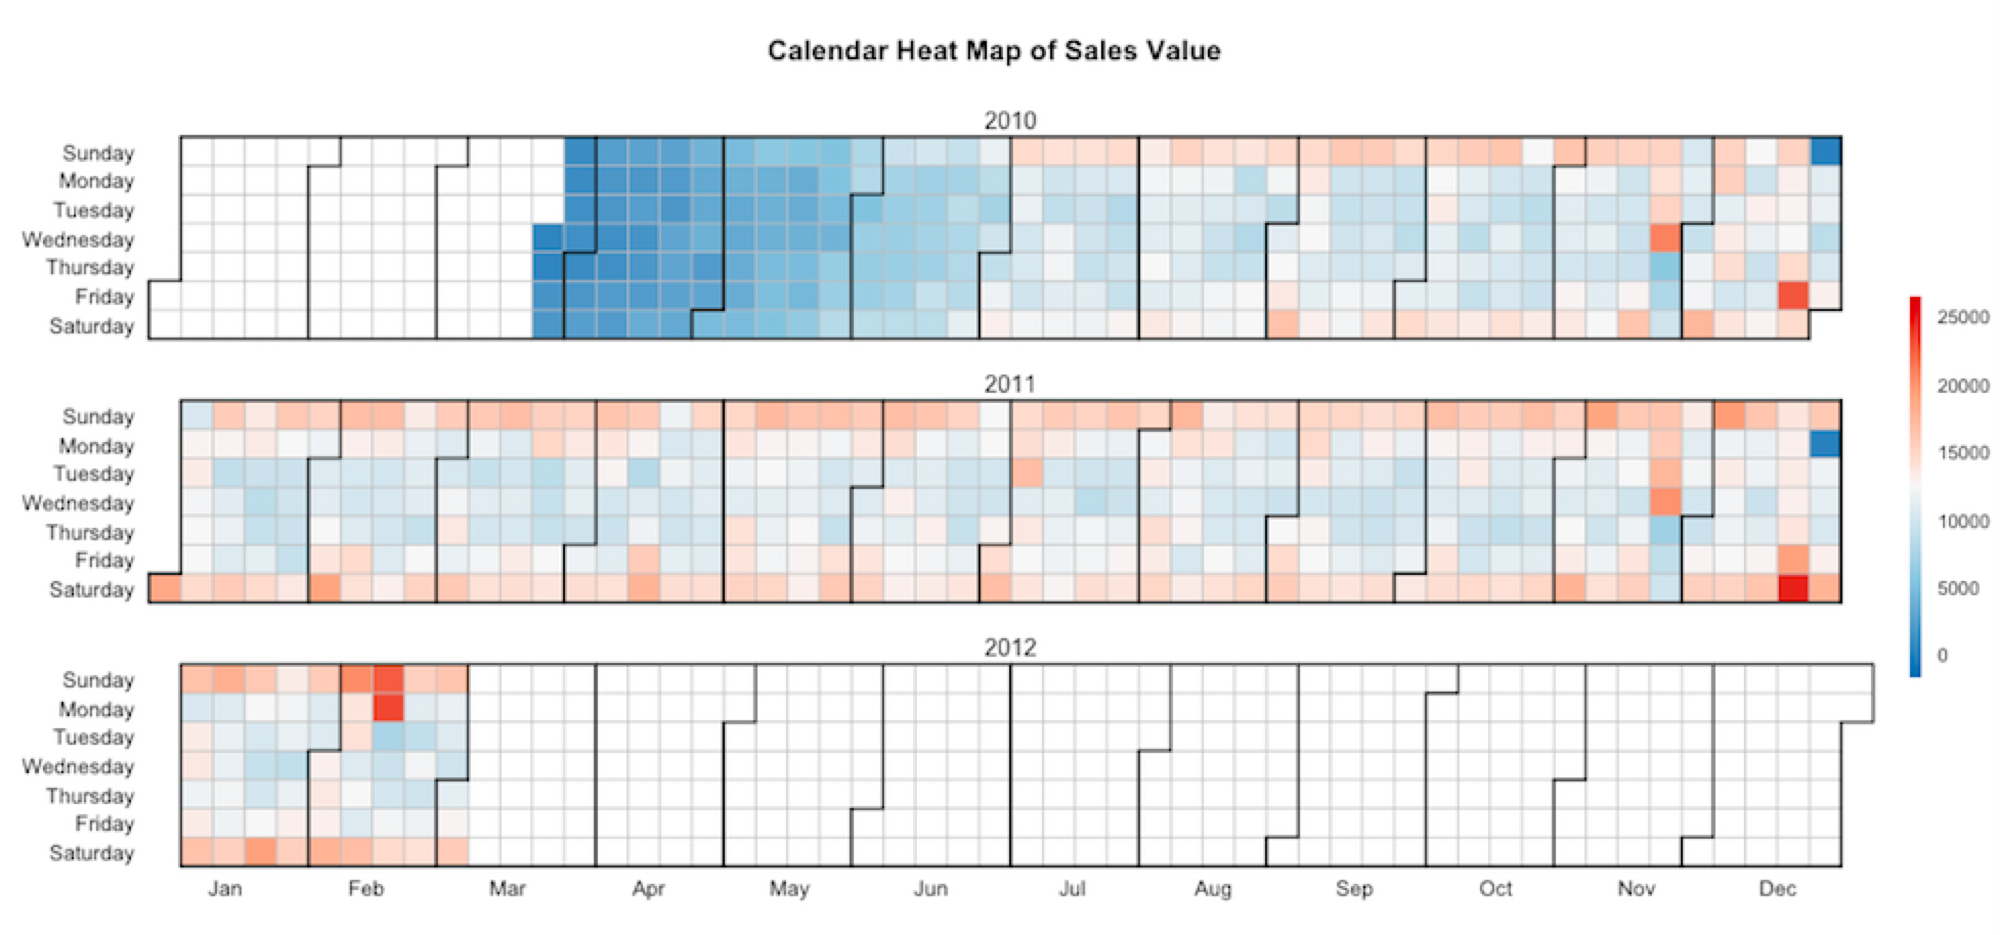 Calendar Heat Map of Sales Value
2010
Sunday
Monday
Tuesday
Wednesday
Thursday
Friday
Saturday
2011
Sunday
Monday
Tuesday
Wednesday
Thursday
Friday
Saturday
2012
Sunday
Monday
Tuesday
Wednesday
Thursday
Friday
Saturday
Jan Feb Mar Apr May Jun Jul Aug Sep Oct Nov Dec
25000
20000
15000
10000
5000
0